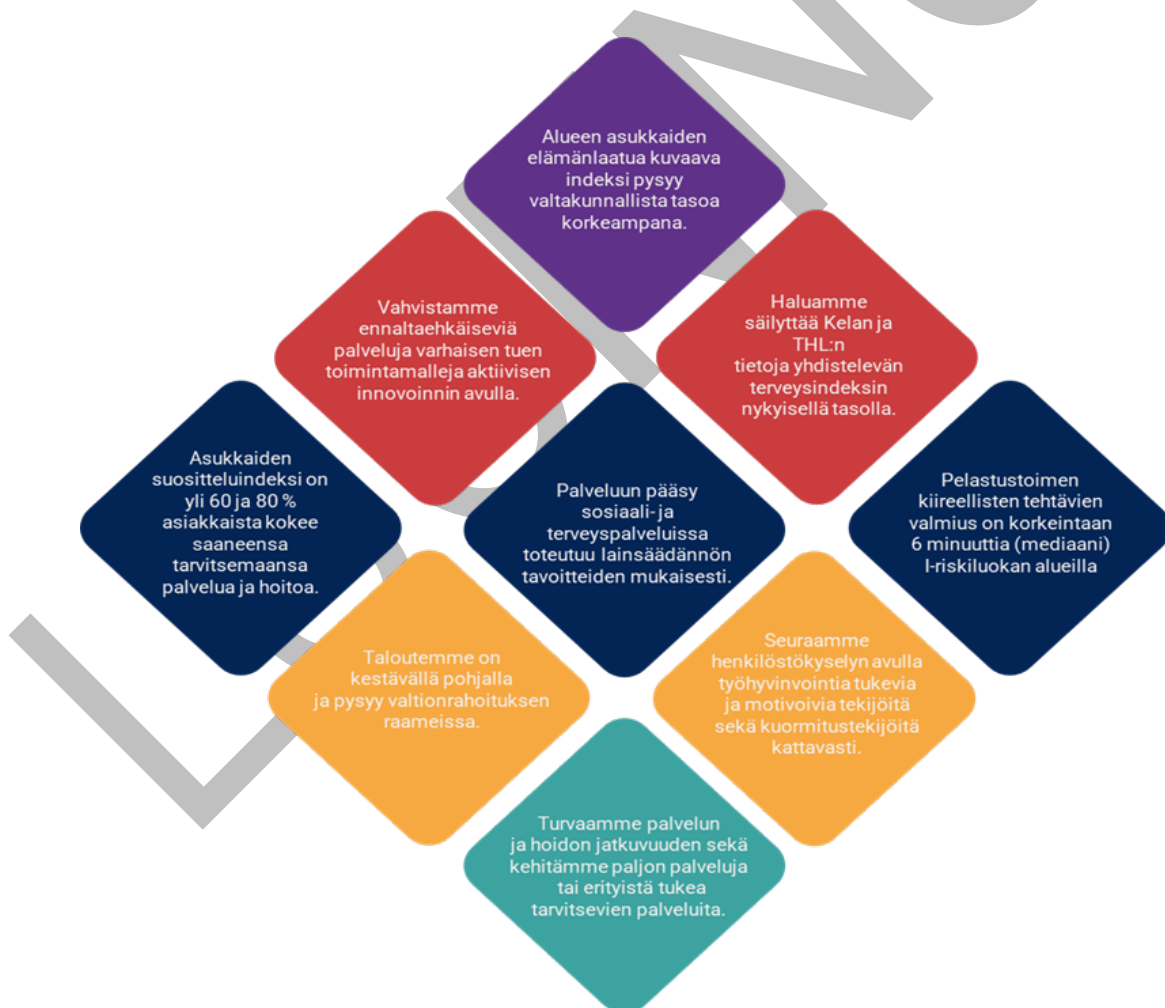 Alueen asukkaiden
elämänlaatua kuvaava
indeksi pysyy
valtakunnallista tasoa
korkeampana.
Vahvistamme
ennaltaehkäiseviä
palveluja varhaisen tuen
toimintamalleja aktiivisen
innovoinnin avulla.
Haluamme
säilyttää Kelan ja
THL:n
tietoja yhdistelevän
terveysindeksin
nykyisellä tasolla.
Asukkaiden
suositteluindeksi on
yli 60 ja 80 %
asiakkaista kokee
saaneensa
tarvitsemaansa
palvelua ja hoitoa.
Palveluun pääsy
sosiaali- ja
terveyspalveluissa
toteutuu lainsäädännön
tavoitteiden mukaisesti.
Pelastustoimen
kiireellisten tehtävien
valmius on korkeintaan
6 minuuttia (mediaani)
I-riskiluokan alueilla
Taloutemme on
kestävällä pohjalla
ja pysyy valtionrahoituksen
raameissa.
Seuraamme
henkilöstökyselyn avulla
työhyvinvointia tukevia
ja motivoivia tekijöitä
sekä kuormitustekijöitä
kattavasti.
Turvaamme palvelun
ja hoidon jatkuvuuden sekä
kehitämme paljon palveluja
tai erityistä tukea
tarvitsevien palveluita.